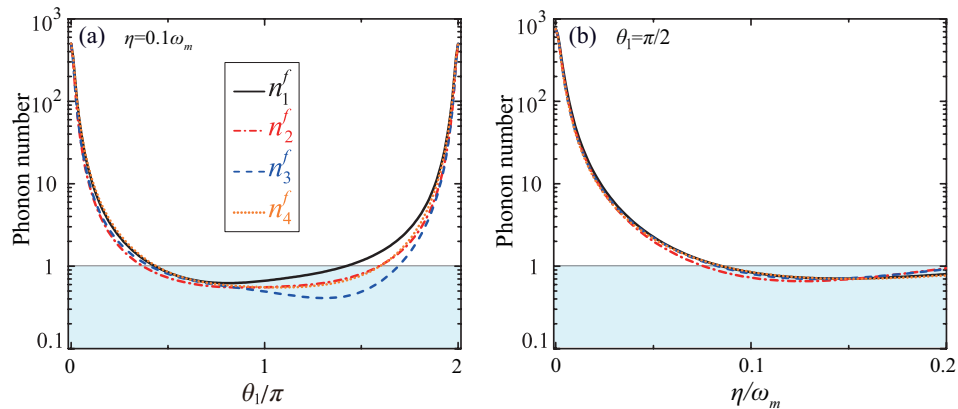 (a) η=0.1ω_m
Phonon number
10^3
10^2
10
1
0.1
n_1^f
n_2^f
n_3^f
n_4^f
0 1 2
θ_1/π
(b) θ_1=π/2
Phonon number
10^3
10^2
10
1
0.1
0 0.1 0.2
η/ω_m